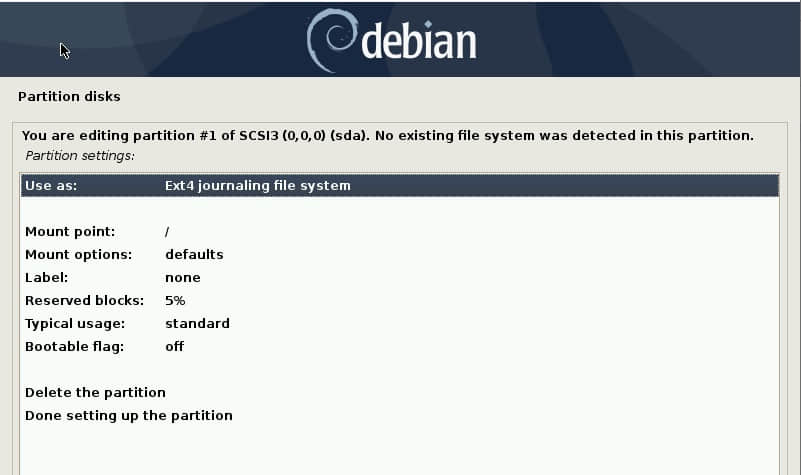 debian
Partition disks
You are editing partition #1 of SCSI3 (0,0,0) (sda). No existing file system was detected in this partition.
Partition settings:
Use as: Ext4 journaling file system
Mount point: /
Mount options: defaults
Label: none
Reserved blocks: 5%
Typical usage: standard
Bootable flag: off
Delete the partition
Done setting up the partition